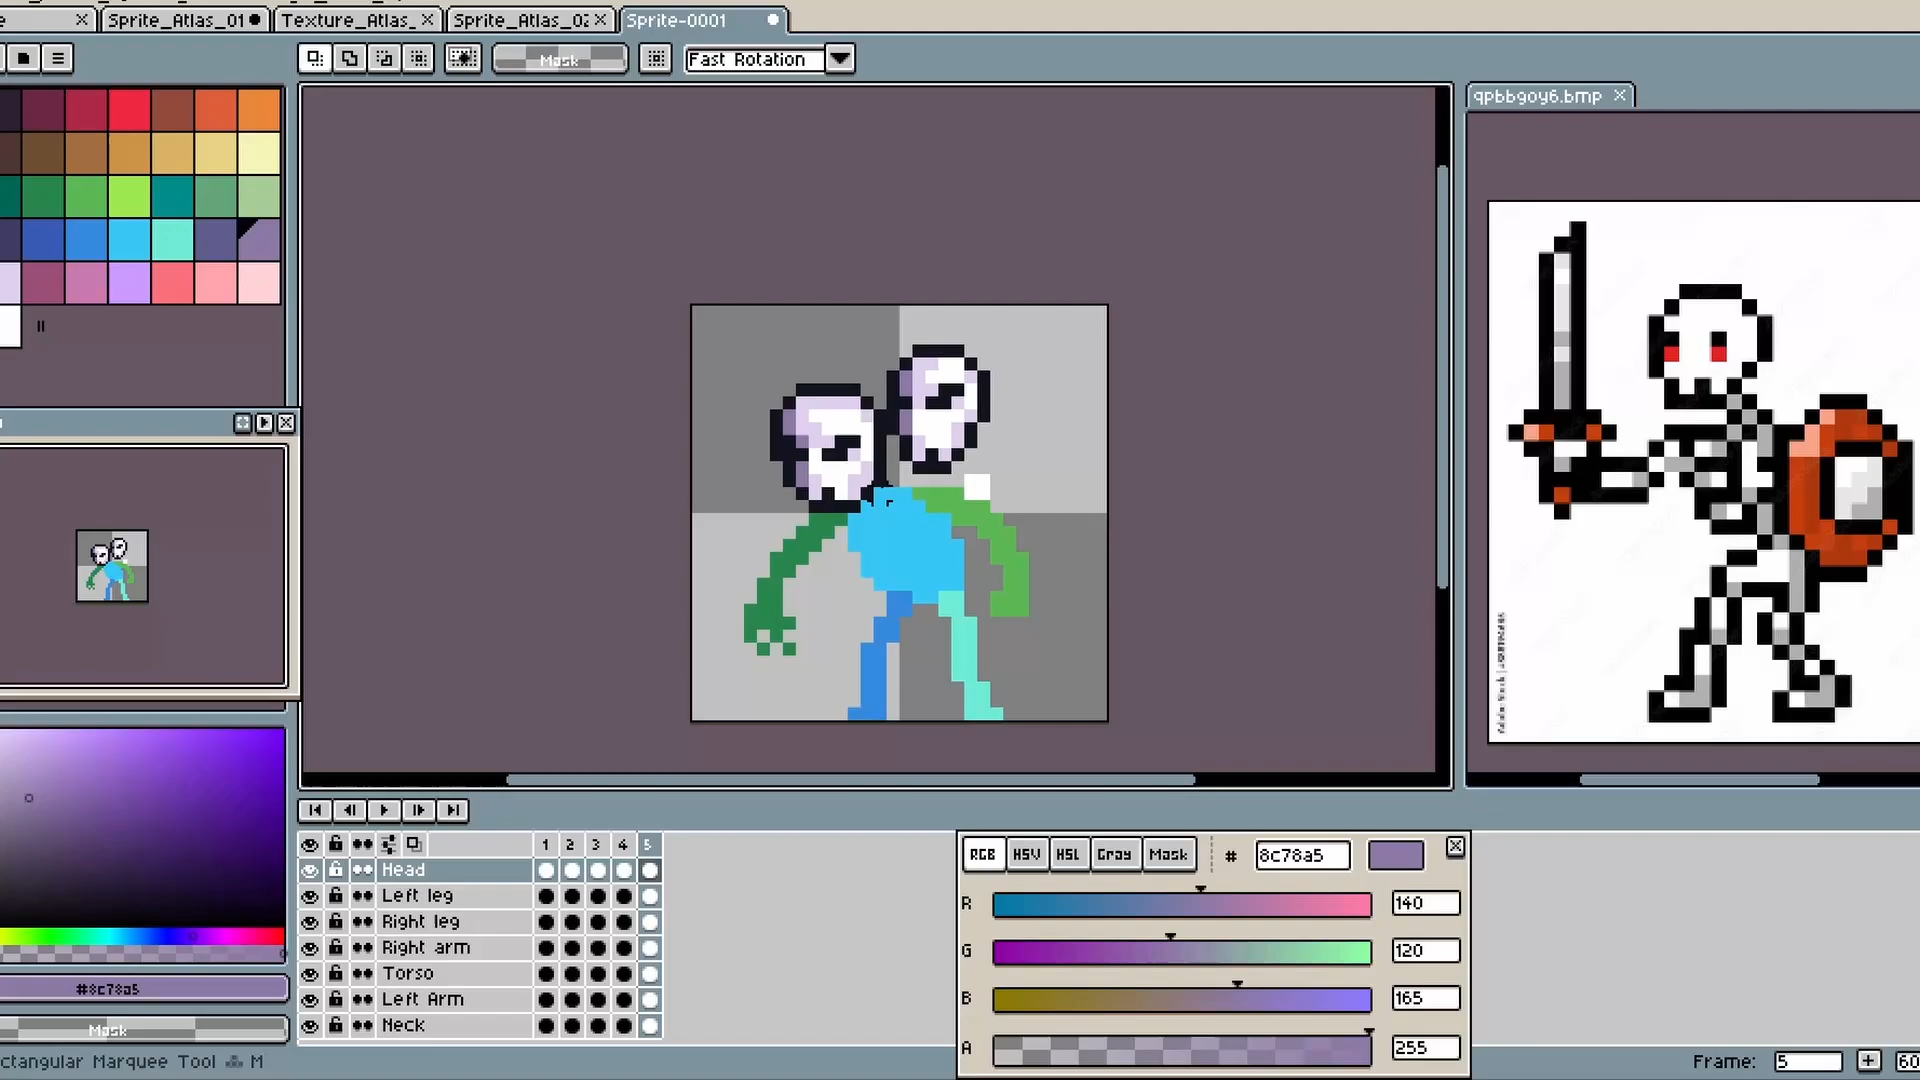 Sprite_Atlas_01
Texture_Atlas_
Sprite_Atlas_02
Sprite-0001
Mask
Fast Rotation
qpbbgoy6.bmp
1 2 3 4 5
Head
Left leg
Right leg
Right arm
Torso
Left Arm
Neck
RGB HSV HSL Gray Mask # 8c78a5
R 140
G 120
B 165
A 255
#8c78a5
Mask
ctangular Marquee Tool M
Frame: 5 + 60